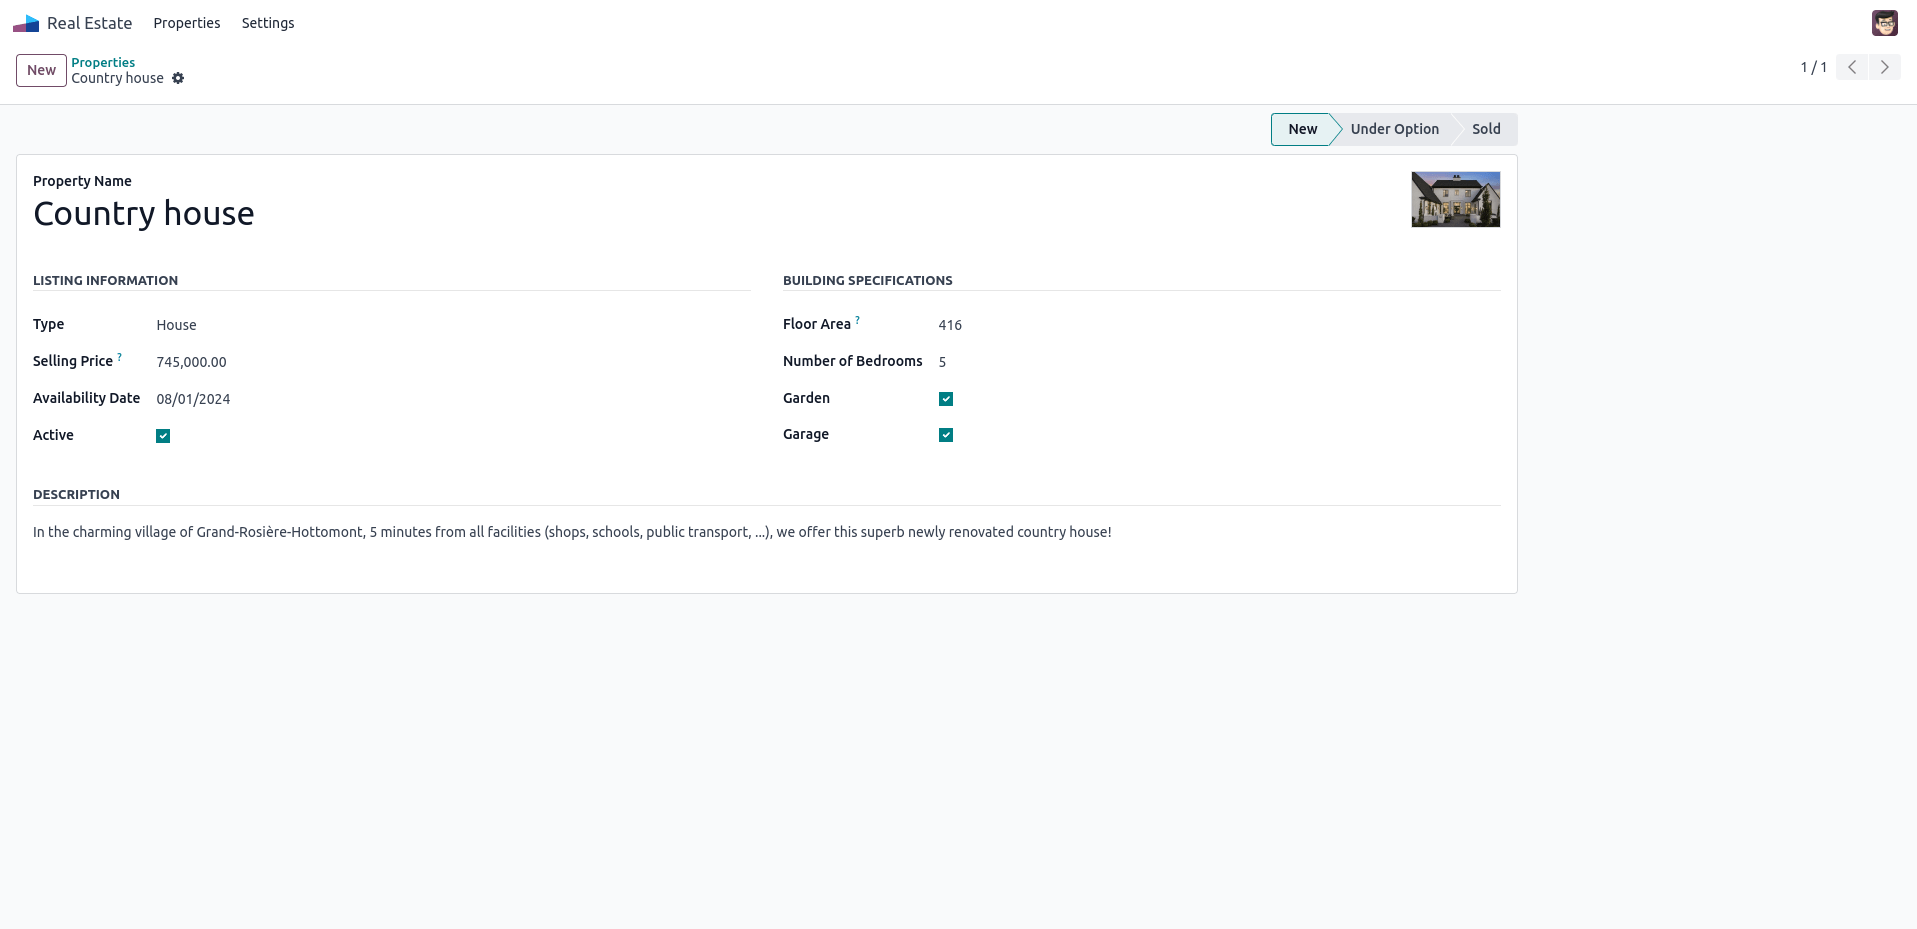 Real Estate Properties Settings
New
Properties
Country house
1 / 1
New Under Option Sold
Property Name
Country house
LISTING INFORMATION
Type House
Selling Price ? 745,000.00
Availability Date 08/01/2024
Active
BUILDING SPECIFICATIONS
Floor Area ? 416
Number of Bedrooms 5
Garden
Garage
DESCRIPTION
In the charming village of Grand-Rosière-Hottomont, 5 minutes from all facilities (shops, schools, public transport, ...), we offer this superb newly renovated country house!